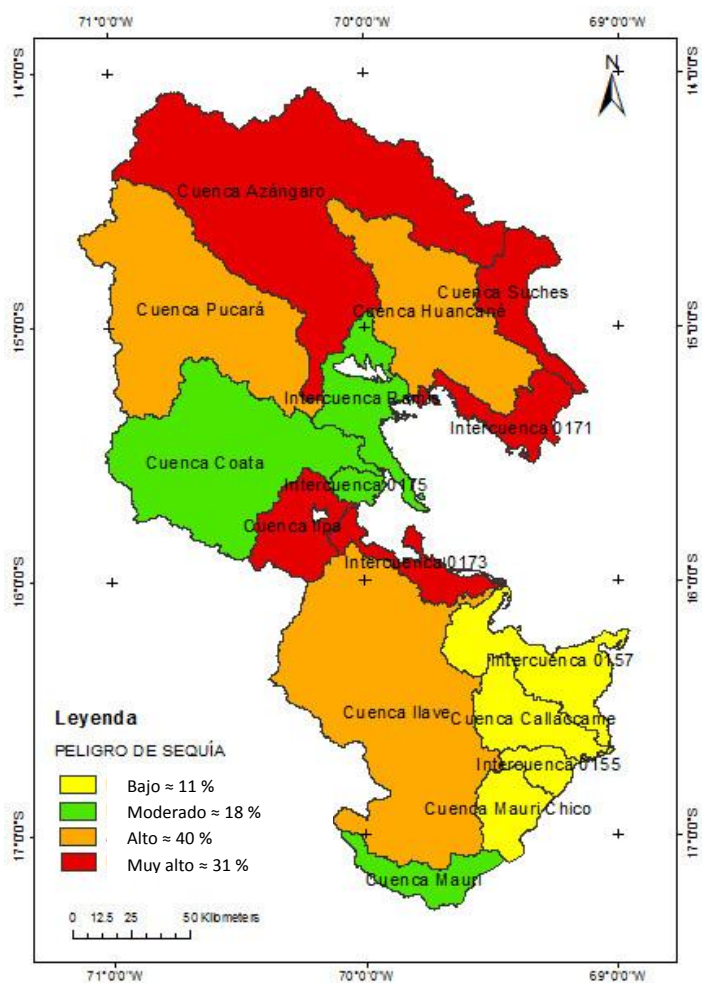 71°0'0"W 70°0'0"W 69°0'0"W
14°0'0"S 14°0'0"S
N
Cuenca Azángaro
Cuenca Suches
Cuenca Pucará
Cuenca Huancané
15°0'0"S 15°0'0"S
Intercuenca Ramis
Intercuenca 0171
Cuenca Coata
Intercuenca 0175
Cuenca Ilpa
Intercuenca 0173
16°0'0"S 16°0'0"S
Intercuenca 0157
Cuenca Ilave
Cuenca Callaccame
Leyenda
PELIGRO DE SEQUÍA
Intercuenca 0155
Bajo ≈ 11 %
Cuenca Mauri Chico
Moderado ≈ 18 %
Alto ≈ 40 %
17°0'0"S 17°0'0"S
Muy alto ≈ 31 %
Cuenca Mauri
0 12.5 25 50 Kilometers
71°0'0"W 70°0'0"W 69°0'0"W